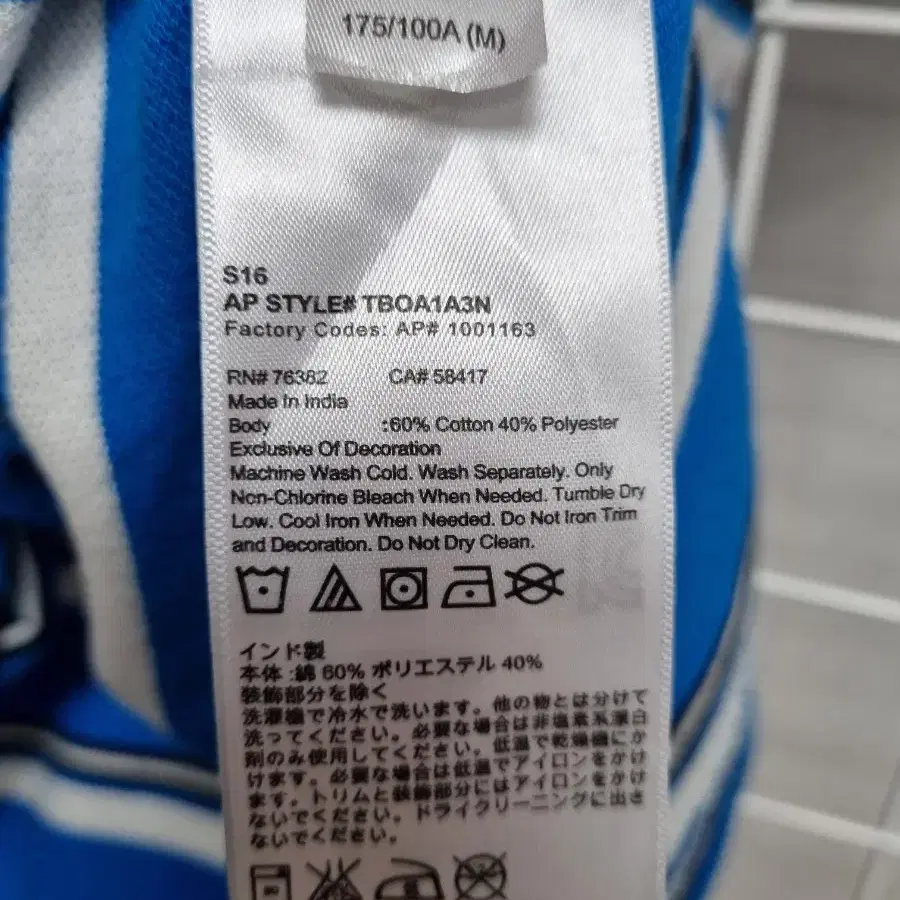 175/100A (M)
S16
AP STYLE# TBOA1A3N
Factory Codes: AP# 1001163
RN# 76382 CA# 58417
Made In India
Body :60% Cotton 40% Polyester
Exclusive Of Decoration
Machine Wash Cold. Wash Separately. Only
Non-Chlorine Bleach When Needed. Tumble Dry
Low. Cool Iron When Needed. Do Not Iron Trim
and Decoration. Do Not Dry Clean.
インド製
本体 :綿 60% ポリエステル 40%
装飾部分を除く
洗濯機で冷水で洗います。他の物とは分けて
洗ってください。必要な場合は非塩素系漂白
剤のみ使用してください。低温で乾燥機にか
けます。必要な場合は低温でアイロンをかけ
ます。トリムと装飾部分にはアイロンをかけ
ないでください。ドライクリーニングに出さ
ないでください。